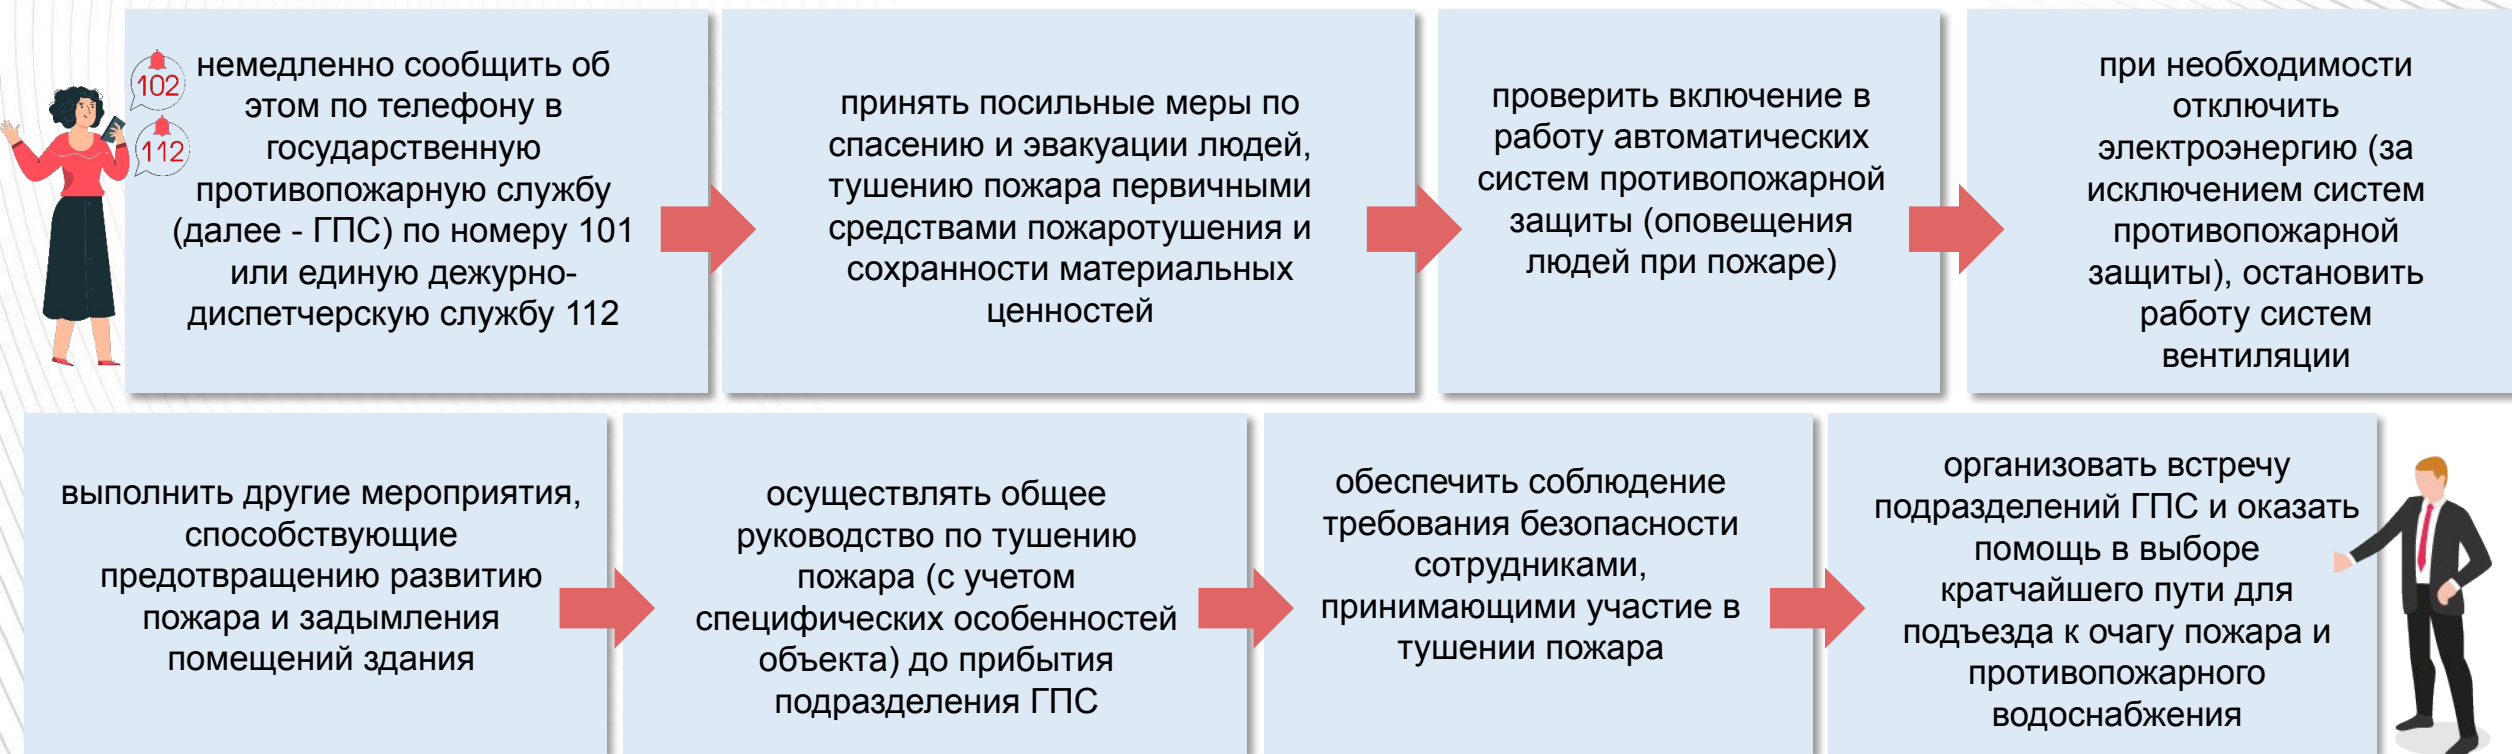 102
112
немедленно сообщить об
этом по телефону в
государственную
противопожарную службу
(далее - ГПС) по номеру 101
или единую дежурно-
диспетчерскую службу 112
принять посильные меры по
спасению и эвакуации людей,
тушению пожара первичными
средствами пожаротушения и
сохранности материальных
ценностей
проверить включение в
работу автоматических
систем противопожарной
защиты (оповещения
людей при пожаре)
при необходимости
отключить
электроэнергию (за
исключением систем
противопожарной
защиты), остановить
работу систем
вентиляции
выполнить другие мероприятия,
способствующие
предотвращению развитию
пожара и задымления
помещений здания
осуществлять общее
руководство по тушению
пожара (с учетом
специфических особенностей
объекта) до прибытия
подразделения ГПС
обеспечить соблюдение
требования безопасности
сотрудниками,
принимающими участие в
тушении пожара
организовать встречу
подразделений ГПС и оказать
помощь в выборе
кратчайшего пути для
подъезда к очагу пожара и
противопожарного
водоснабжения